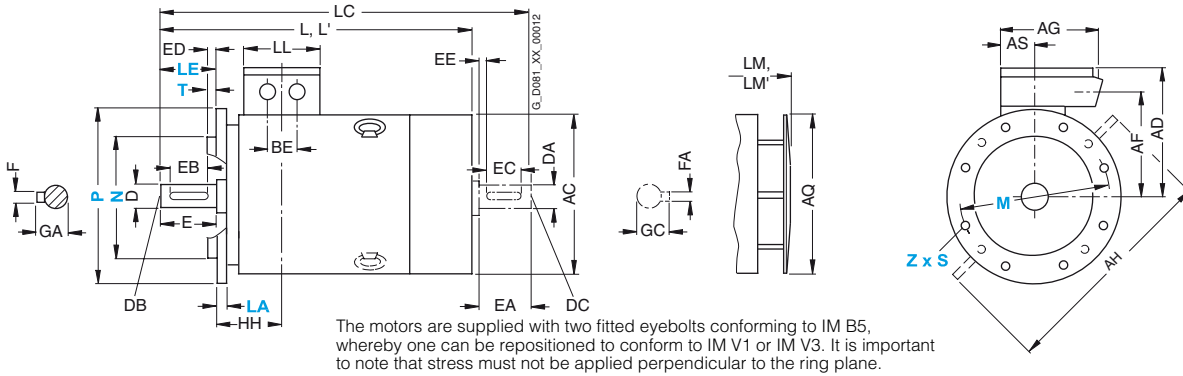 LC
L, L'
ED
LL
LE
EE
T
G_D081_XX_00012
LM,
LM'
AG
AS
BE
EB
EC
DA
F
P
N
D
AC
FA
AQ
AF
AD
M
GA
E
GC
Z x S
AH
DB
LA
HH
EA
DC
The motors are supplied with two fitted eyebolts conforming to IM B5,
whereby one can be repositioned to conform to IM V1 or IM V3. It is important
to note that stress must not be applied perpendicular to the ring plane.